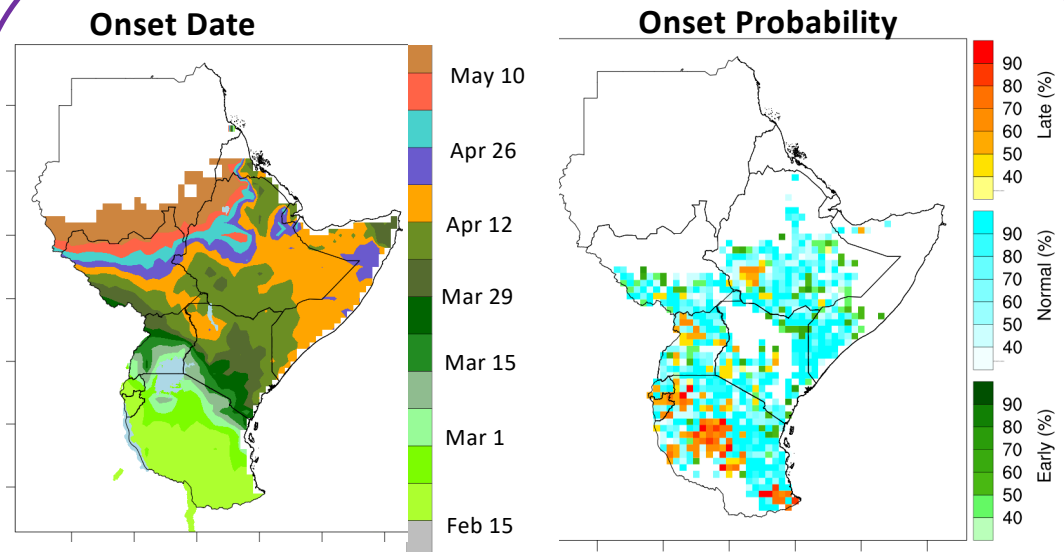 Onset Date
May 10
Apr 26
Apr 12
Mar 29
Mar 15
Mar 1
Feb 15
Onset Probability
90
80
70
60
50
40
Late (%)
90
80
70
60
50
40
Normal (%)
90
80
70
60
50
40
Early (%)